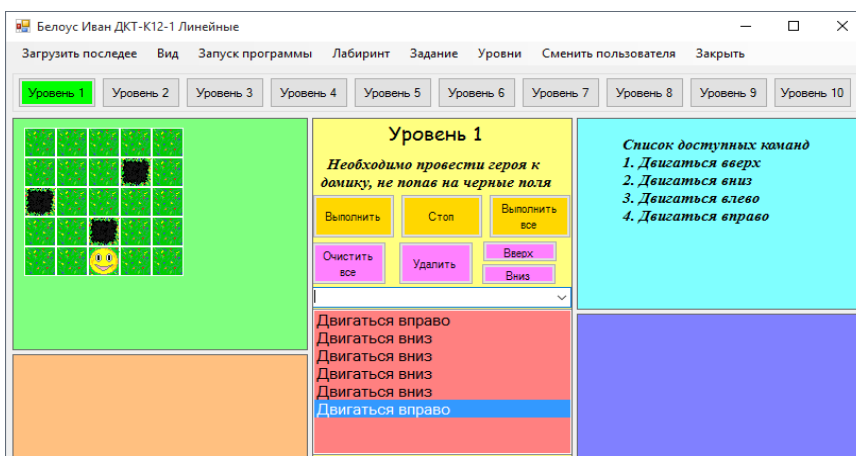 Белоус Иван ДКТ-К12-1 Линейные
Загрузить последее Вид Запуск программы Лабиринт Задание Уровни Сменить пользователя Закрыть
Уровень 1 Уровень 2 Уровень 3 Уровень 4 Уровень 5 Уровень 6 Уровень 7 Уровень 8 Уровень 9 Уровень 10
Уровень 1
Необходимо провести героя к
домику, не попав на черные поля
Выполнить Стоп Выполнить
все
Очистить
все
Удалить
Вверх
Вниз
Двигаться вправо
Двигаться вниз
Двигаться вниз
Двигаться вниз
Двигаться вниз
Двигаться вправо
Список доступных команд
1. Двигаться вверх
2. Двигаться вниз
3. Двигаться влево
4. Двигаться вправо